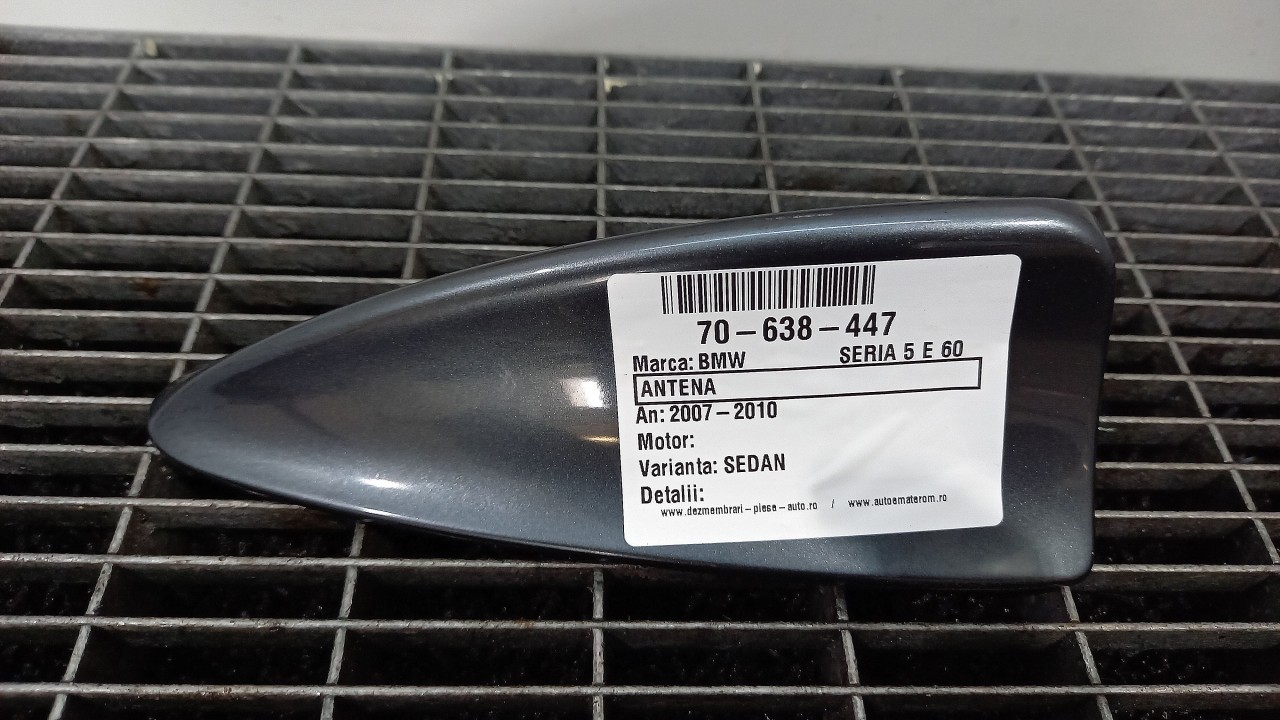 70-638-447
Marca: BMW SERIA 5 E 60
ANTENA
An: 2007-2010
Motor:
Varianta: SEDAN
Detalii:
www.dezmembrari-piese-auto.ro / www.autoematerom.ro